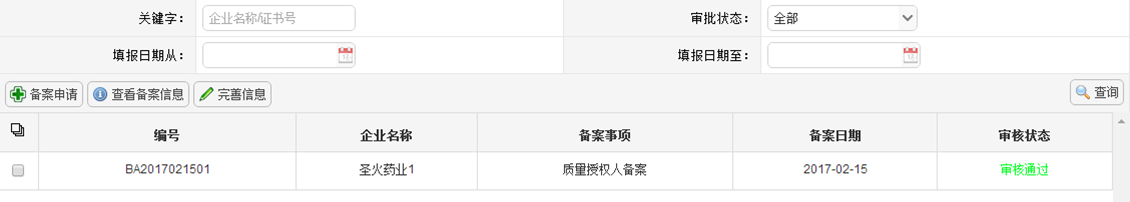 关键字： 企业名称/证书号 审批状态： 全部
填报日期从： 填报日期至：
备案申请 查看备案信息 完善信息 查询
编号 企业名称 备案事项 备案日期 审核状态
BA2017021501 圣火药业1 质量授权人备案 2017-02-15 审核通过